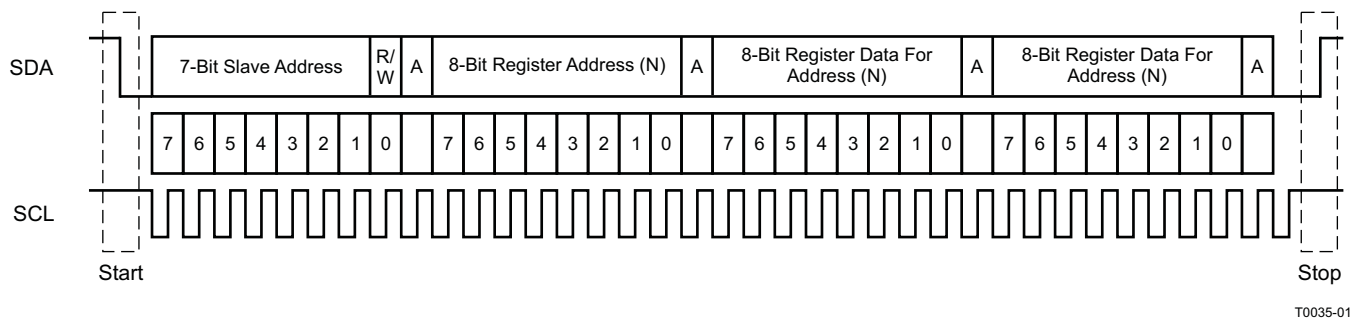 SDA
7-Bit Slave Address
R/
W
A
8-Bit Register Address (N)
A
8-Bit Register Data For
Address (N)
A
8-Bit Register Data For
Address (N)
A
7 6 5 4 3 2 1 0 7 6 5 4 3 2 1 0 7 6 5 4 3 2 1 0 7 6 5 4 3 2 1 0
SCL
Start
Stop
T0035-01